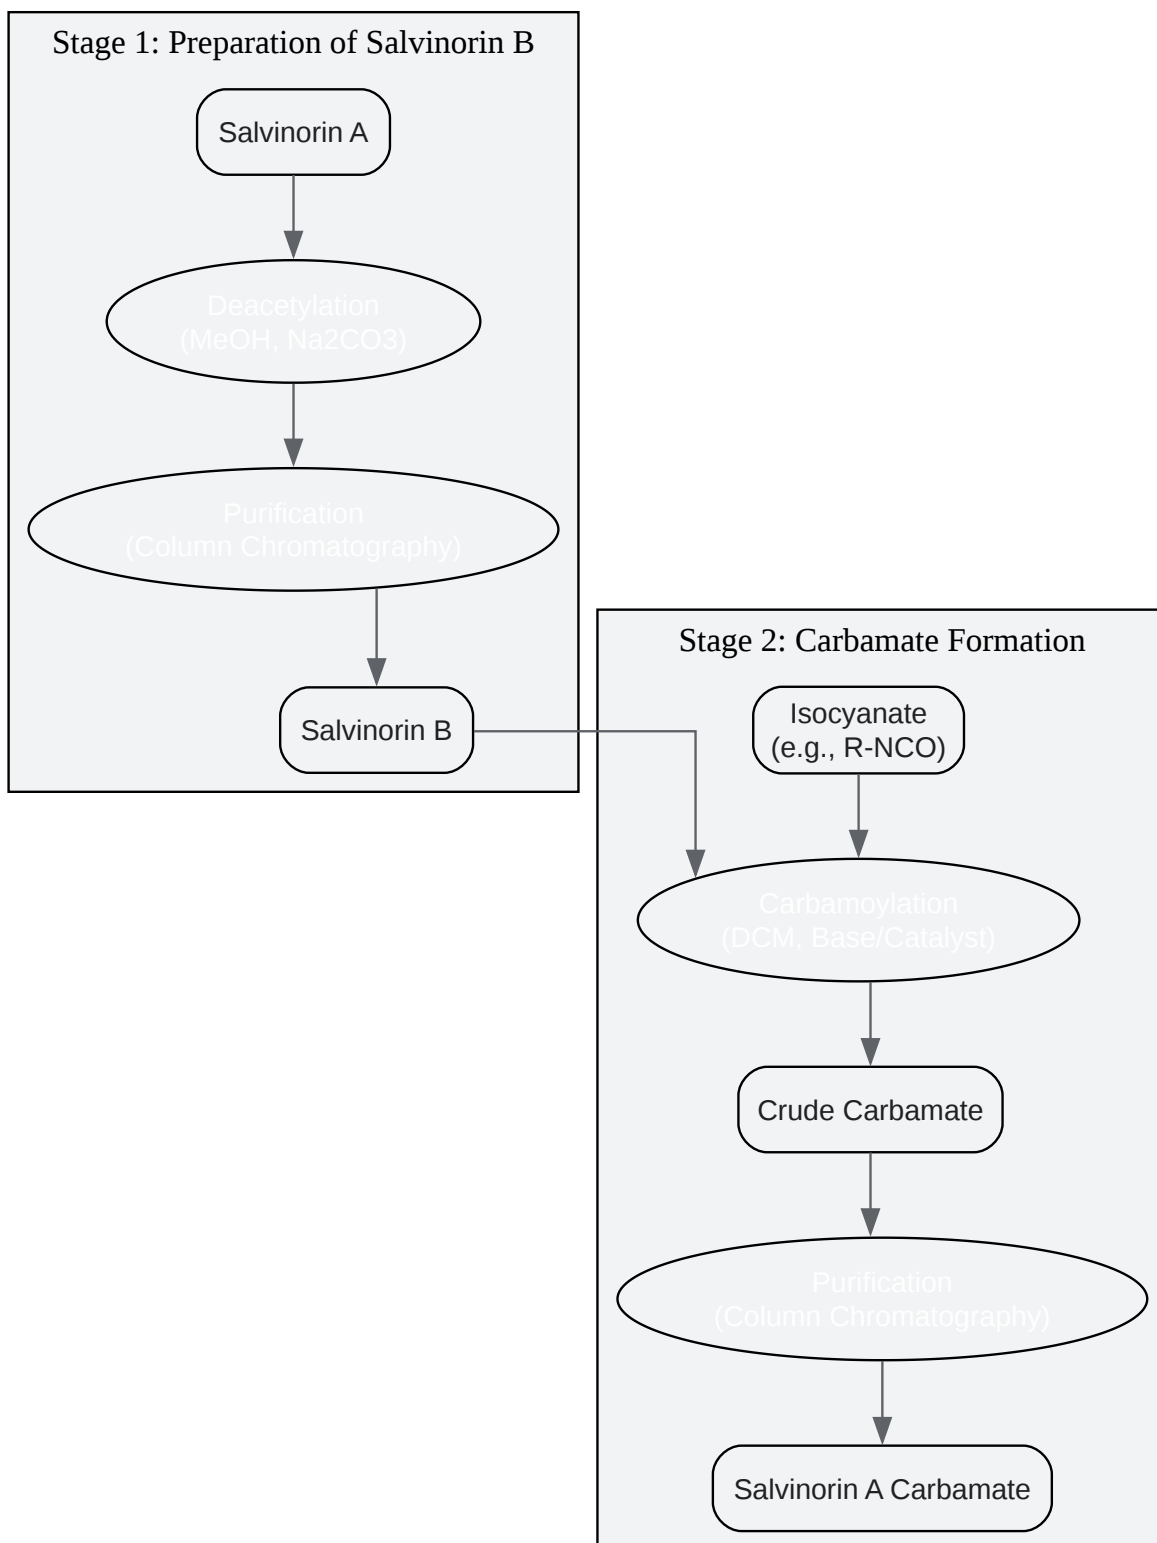 Stage 1: Preparation of Salvinorin B
Salvinorin A
Deacetylation
(MeOH, Na2CO3)
Purification
(Column Chromatography)
Salvinorin B
Stage 2: Carbamate Formation
Isocyanate
(e.g., R-NCO)
Carbamoylation
(DCM, Base/Catalyst)
Crude Carbamate
Purification
(Column Chromatography)
Salvinorin A Carbamate